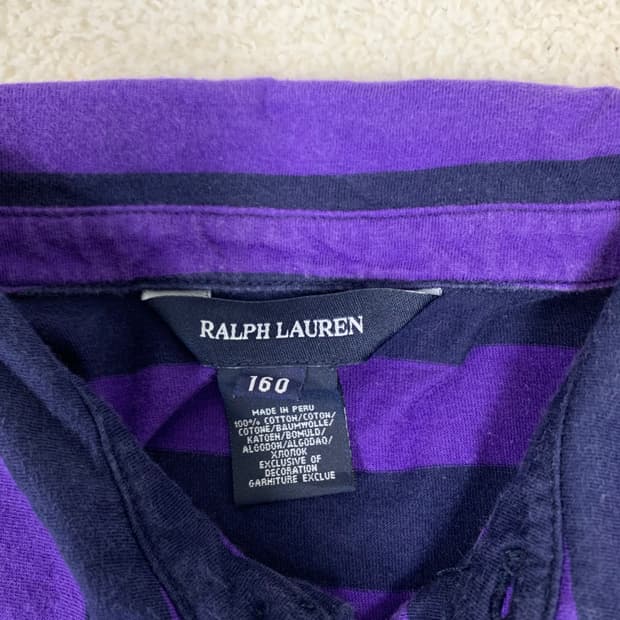 RALPH LAUREN
160
MADE IN PERU
100% COTTON/COTON/
COTONE/BAUMWOLLE/
KATOEN/BOMULD/
ALGODON/ALGODAO/
ХЛОПОК
EXCLUSIVE OF
DECORATION
GARNITURE EXCLUE